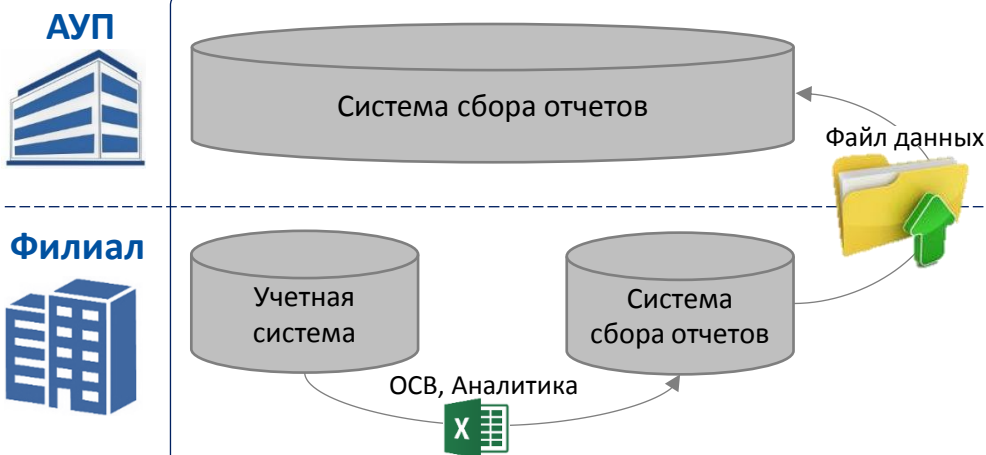 АУП
Система сбора отчетов
Файл данных
Филиал
Учетная
система
Система
сбора отчетов
ОСВ, Аналитика
X